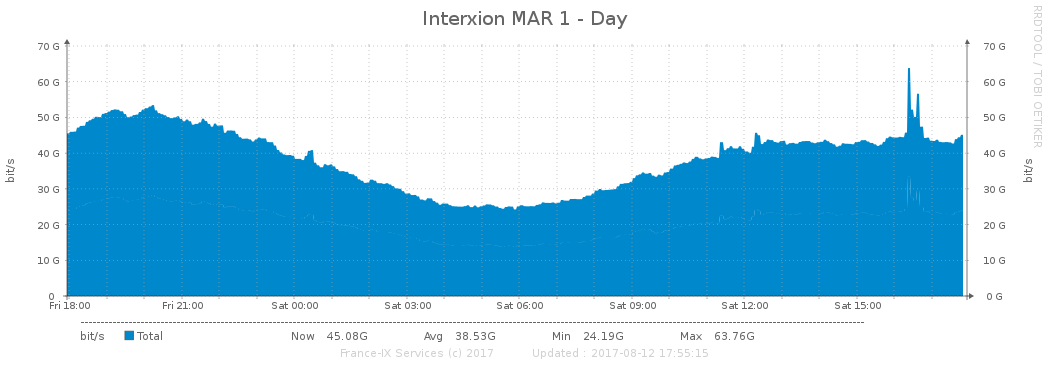 Interxion MAR 1 - Day
RRDTOOL / TOBI OETIKER
70 G 70 G
60 G 60 G
50 G 50 G
40 G 40 G
30 G 30 G
20 G 20 G
10 G 10 G
0 0 G
bit/s bit/s
Fri 18:00 Fri 21:00 Sat 00:00 Sat 03:00 Sat 06:00 Sat 09:00 Sat 12:00 Sat 15:00
bit/s Total Now 45.08G Avg 38.53G Min 24.19G Max 63.76G
France-IX Services (c) 2017 Updated : 2017-08-12 17:55:15